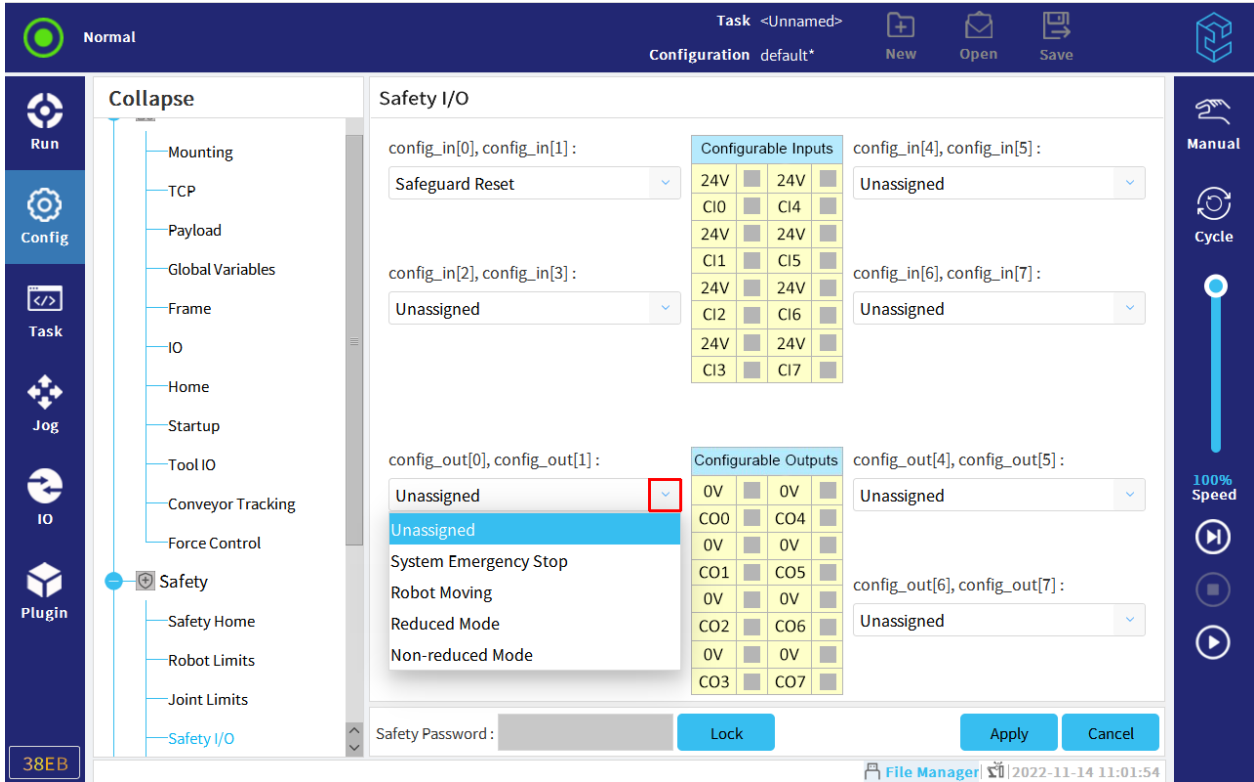 Normal
Task <Unnamed>
Configuration default*
New
Open
Save
Run
Config
Task
Jog
IO
Plugin
38EB
Collapse
Mounting
TCP
Payload
Global Variables
Frame
IO
Home
Startup
Tool IO
Conveyor Tracking
Force Control
Safety
Safety Home
Robot Limits
Joint Limits
Safety I/O
Safety I/O
config_in[0], config_in[1] :
Safeguard Reset
config_in[2], config_in[3] :
Unassigned
Configurable Inputs
24V 24V
CI0 CI4
24V 24V
CI1 CI5
24V 24V
CI2 CI6
24V 24V
CI3 CI7
config_in[4], config_in[5] :
Unassigned
config_in[6], config_in[7] :
Unassigned
config_out[0], config_out[1] :
Unassigned
Unassigned
System Emergency Stop
Robot Moving
Reduced Mode
Non-reduced Mode
Configurable Outputs
0V 0V
CO0 CO4
0V 0V
CO1 CO5
0V 0V
CO2 CO6
0V 0V
CO3 CO7
config_out[4], config_out[5] :
Unassigned
config_out[6], config_out[7] :
Unassigned
Safety Password :
Lock
Apply
Cancel
File Manager
2022-11-14 11:01:54
Manual
Cycle
100%
Speed